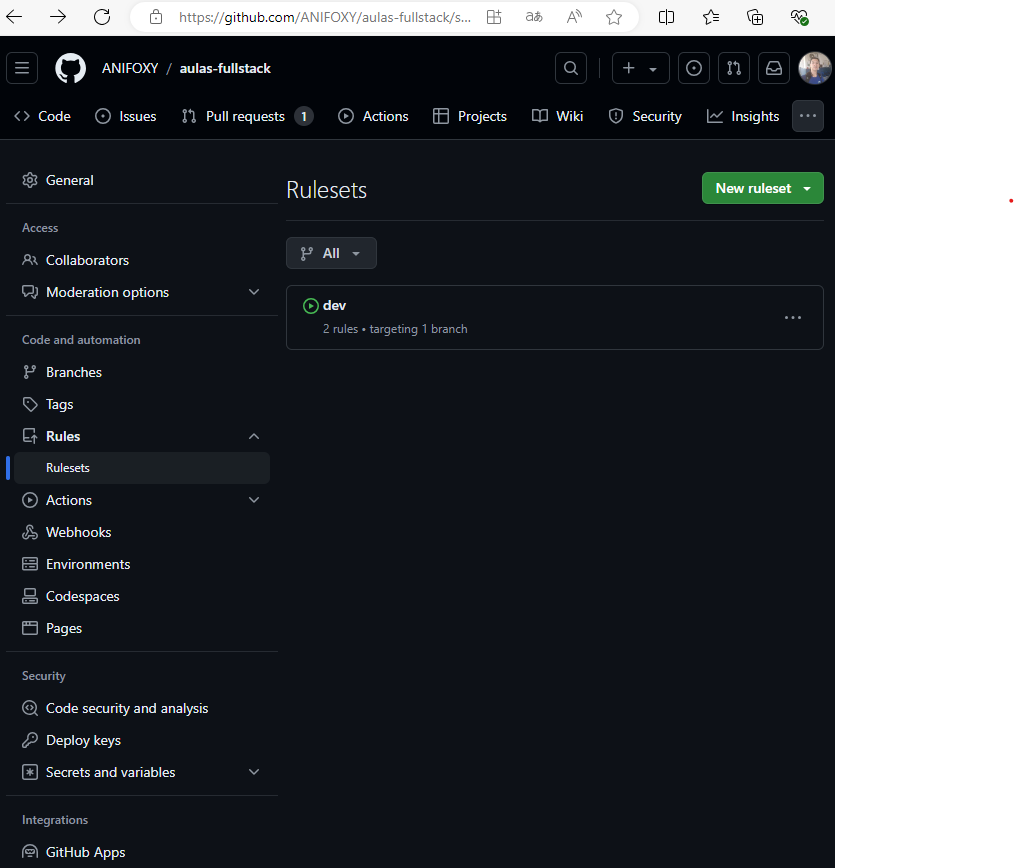 https://github.com/ANIFOXY/aulas-fullstack/s...
ANIFOXY / aulas-fullstack
Code Issues Pull requests 1 Actions Projects Wiki Security Insights
General
Access
Collaborators
Moderation options
Code and automation
Branches
Tags
Rules
Rulesets
Actions
Webhooks
Environments
Codespaces
Pages
Security
Code security and analysis
Deploy keys
Secrets and variables
Integrations
GitHub Apps
Rulesets
New ruleset
All
dev
2 rules • targeting 1 branch